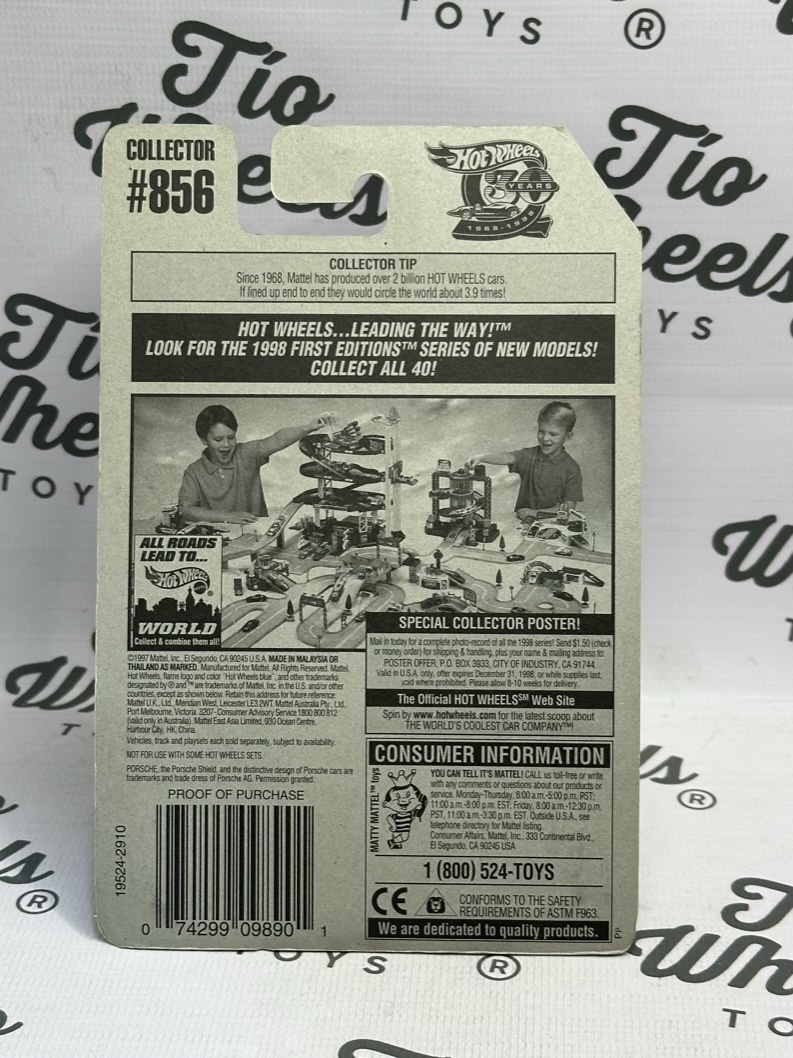 TOYS ®
Tío
Wheels
Tío
Wheels
TOYS
COLLECTOR
#856
HOT WHEELS
30 YEARS
1968-1998
COLLECTOR TIP
Since 1968, Mattel has produced over 2 billion HOT WHEELS cars.
If lined up end to end they would circle the world about 3.9 times!
HOT WHEELS...LEADING THE WAY!™
LOOK FOR THE 1998 FIRST EDITIONS™ SERIES OF NEW MODELS!
COLLECT ALL 40!
ALL ROADS
LEAD TO...
HOT WHEELS®
WORLD
Collect & combine them all!
©1997 Mattel, Inc., El Segundo, CA 90245 U.S.A. MADE IN MALAYSIA OR
THAILAND AS MARKED. Manufactured for Mattel. All Rights Reserved. Mattel,
Hot Wheels, flame logo and color "Hot Wheels blue", and other trademarks
designated by ® and ™ are trademarks of Mattel, Inc. in the U.S. and/or other
countries, except as shown below. Retain this address for future reference:
Mattel U.K., Ltd., Meridian West, Leicester LE3 2WT. Mattel Australia Pty., Ltd.,
Port Melbourne, Victoria 3207- Consumer Advisory Service 1 800 800 812
(valid only in Australia). Mattel East Asia Limited, 930 Ocean Centre,
Harbour City, HK, China.
Vehicles, track and playsets each sold separately, subject to availability.
NOT FOR USE WITH SOME HOT WHEELS SETS.
PORSCHE, the Porsche Shield, and the distinctive design of Porsche cars are
trademarks and trade dress of Porsche AG. Permission granted.
PROOF OF PURCHASE
19524-2910
0 74299 09890 1
SPECIAL COLLECTOR POSTER!
Mail in today for a complete photo-record of all the 1998 series! Send $1.50 (check
or money order) for shipping & handling, plus your name & mailing address to:
POSTER OFFER, P.O. BOX 3933, CITY OF INDUSTRY, CA 91744.
Valid in U.S.A. only, offer expires December 31, 1998, or while supplies last,
void where prohibited. Please allow 8-10 weeks for delivery.
The Official HOT WHEELS℠ Web Site
Spin by www.hotwheels.com for the latest scoop about
THE WORLD'S COOLEST CAR COMPANY™!
CONSUMER INFORMATION
MATTY MATTEL™ toys
YOU CAN TELL IT'S MATTEL! CALL us toll-free or write
with any comments or questions about our products or
service. Monday-Thursday, 8:00 a.m.-5:00 p.m. PST;
11:00 a.m.-8:00 p.m. EST; Friday, 8:00 a.m.-12:30 p.m.
PST, 11:00 a.m.-3:30 p.m. EST. Outside U.S.A., see
telephone directory for Mattel listing.
Consumer Affairs, Mattel, Inc., 333 Continental Blvd.,
El Segundo, CA 90245 USA
1 (800) 524-TOYS
CE CONFORMS TO THE SAFETY
REQUIREMENTS OF ASTM F963.
We are dedicated to quality products.
PP
TOYS ®